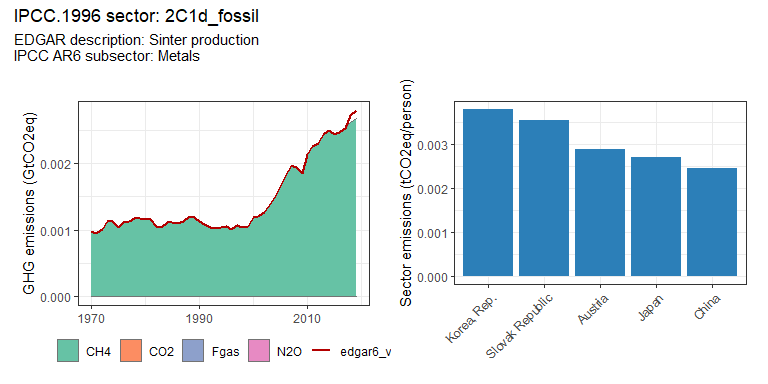 IPCC.1996 sector: 2C1d_fossil
EDGAR description: Sinter production
IPCC AR6 subsector: Metals
GHG emissions (GtCO2eq)
0.002
0.001
0.000
1970
1990
2010
CH4
CO2
Fgas
N2O
edgar6_v
Sector emissions (tCO2eq/person)
0.003
0.002
0.001
0.000
Korea. Rep.
Slovak Republic
Austria
Japan
China